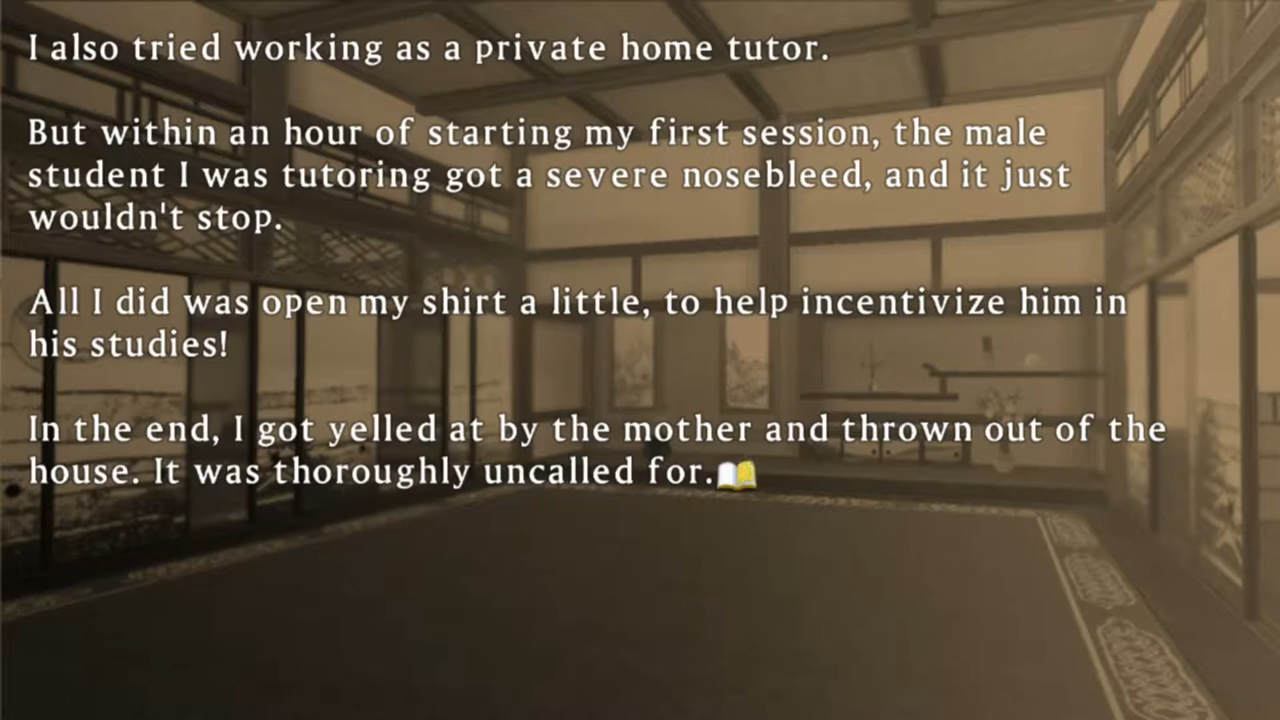 I also tried working as a private home tutor.
But within an hour of starting my first session, the male
student I was tutoring got a severe nosebleed, and it just
wouldn't stop.
All I did was open my shirt a little, to help incentivize him in
his studies!
In the end, I got yelled at by the mother and thrown out of the
house. It was thoroughly uncalled for.